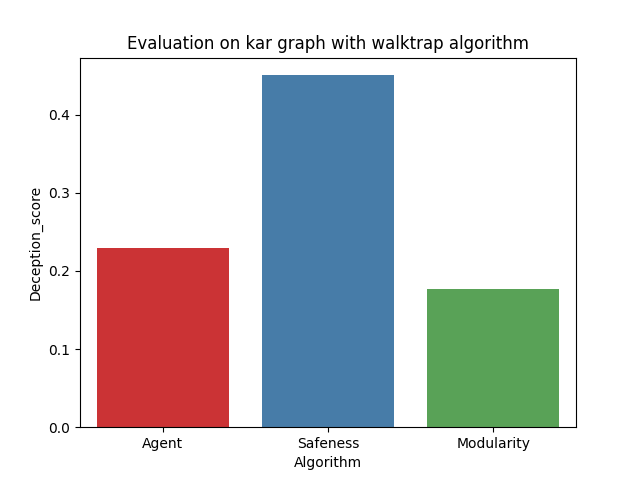 Evaluation on kar graph with walktrap algorithm
Deception_score
0.4
0.3
0.2
0.1
0.0
Agent Safeness Modularity
Algorithm